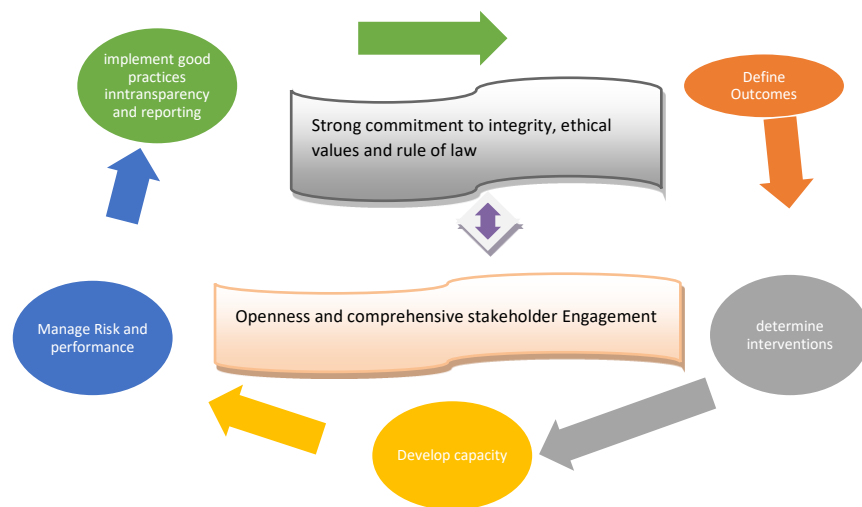 implement good
practices
inntransparency
and reporting
Define
Outcomes
Strong commitment to integrity, ethical
values and rule of law
Openness and comprehensive stakeholder Engagement
Manage Risk and
performance
determine
interventions
Develop capacity